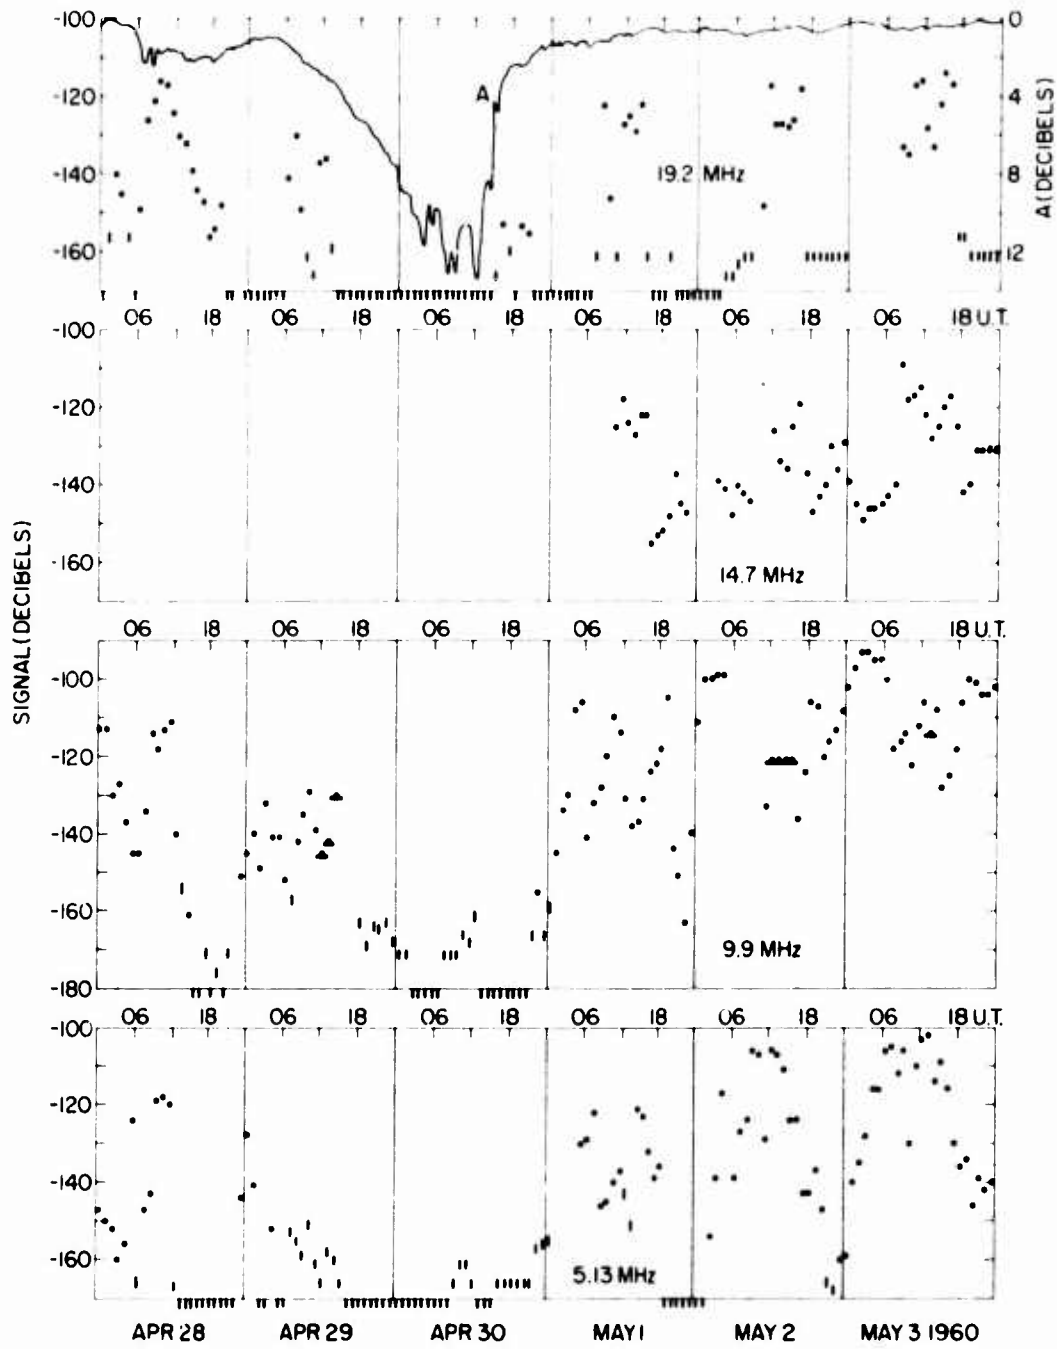 -100 0
-120 A 4
-140 8
19.2 MHz
-160 12
A (DECIBELS)
06 18 06 18 06 18 06 18 06 18 06 18 U.T.
-100
-120
-140
-160
14.7 MHz
SIGNAL (DECIBELS)
06 18 06 18 06 18 06 18 06 18 06 18 U.T.
-100
-120
-140
-160
9.9 MHz
-180
06 18 06 18 06 18 06 18 06 18 06 18 U.T.
-100
-120
-140
-160
5.13 MHz
APR 28 APR 29 APR 30 MAY 1 MAY 2 MAY 3 1960